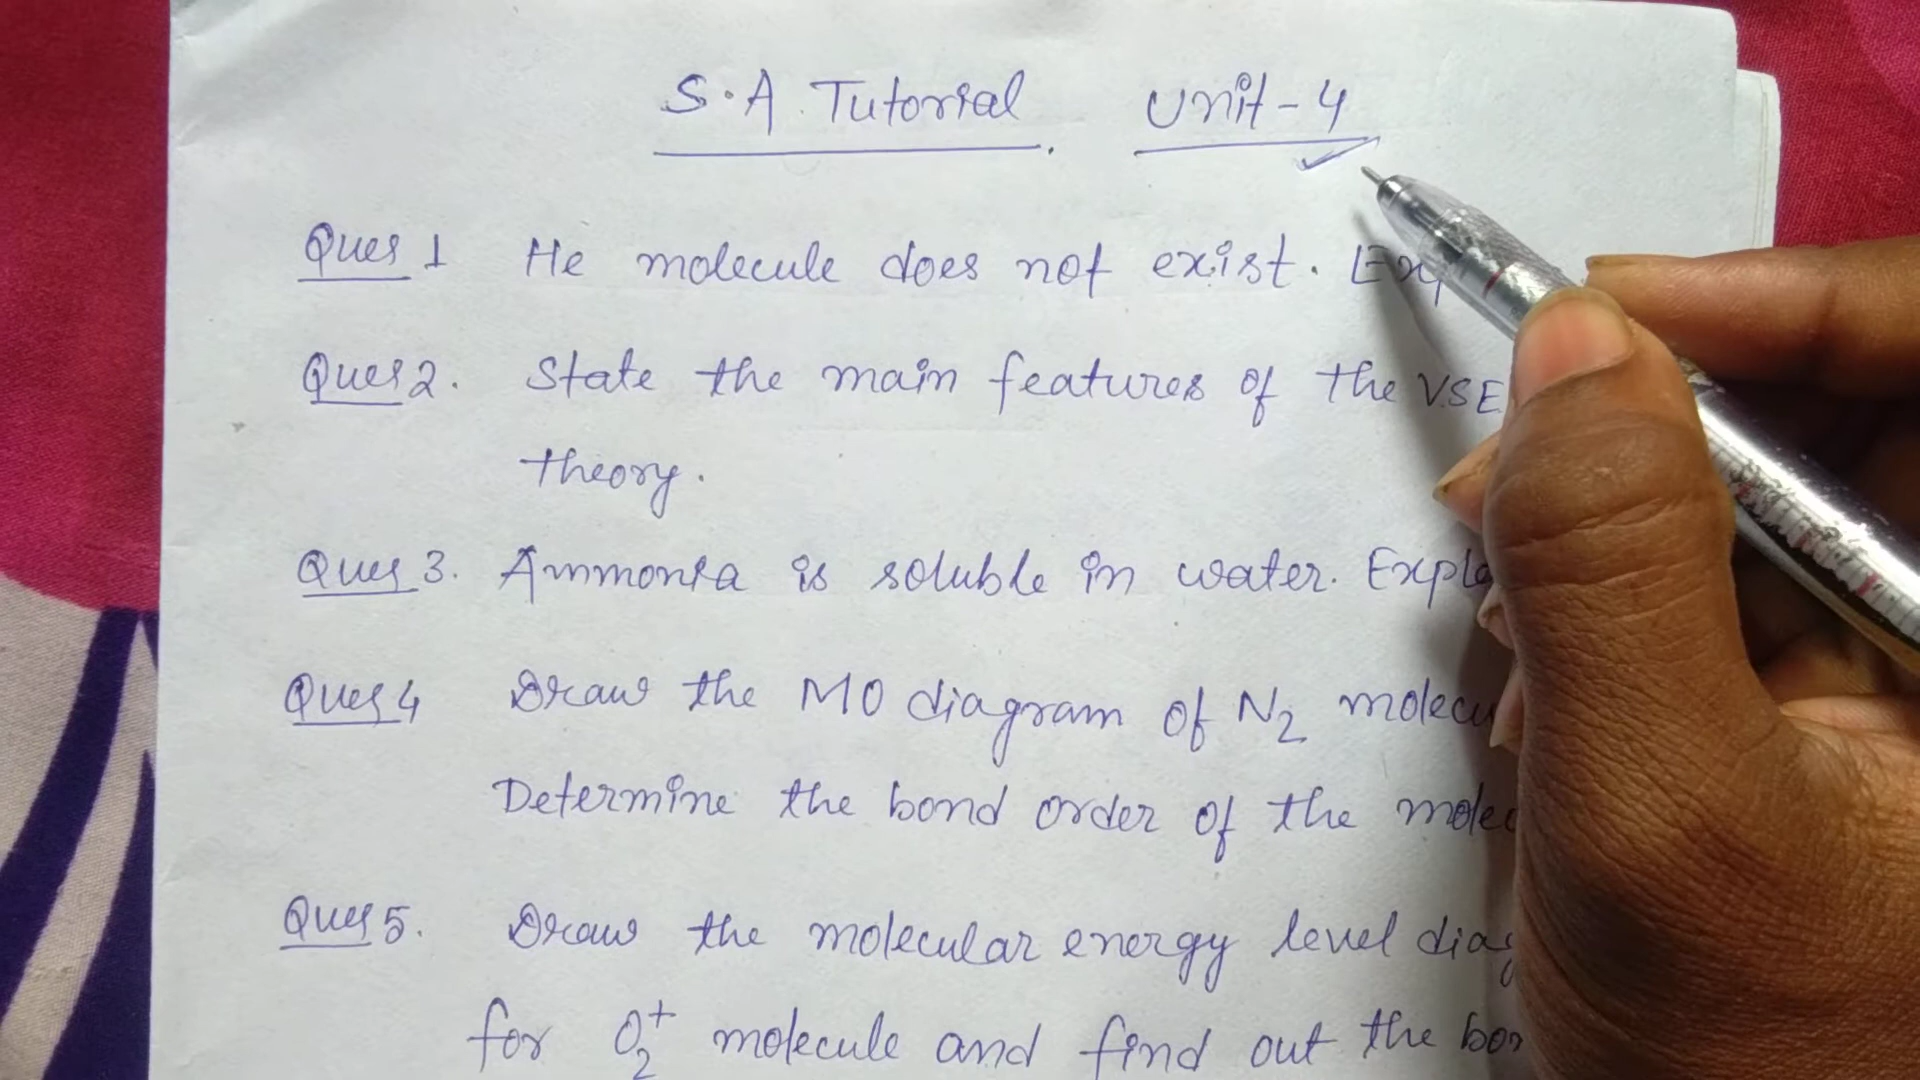 S.A Tutorial Unit-4
Ques 1 He molecule does not exist.
Ques 2. State the main features of the VSE
theory.
Ques 3. Ammonia is soluble in water.
Ques 4 Draw the MO diagram of N2
Determine the bond order of the
Ques 5. Draw the molecular energy level
for O2+ molecule and find out the